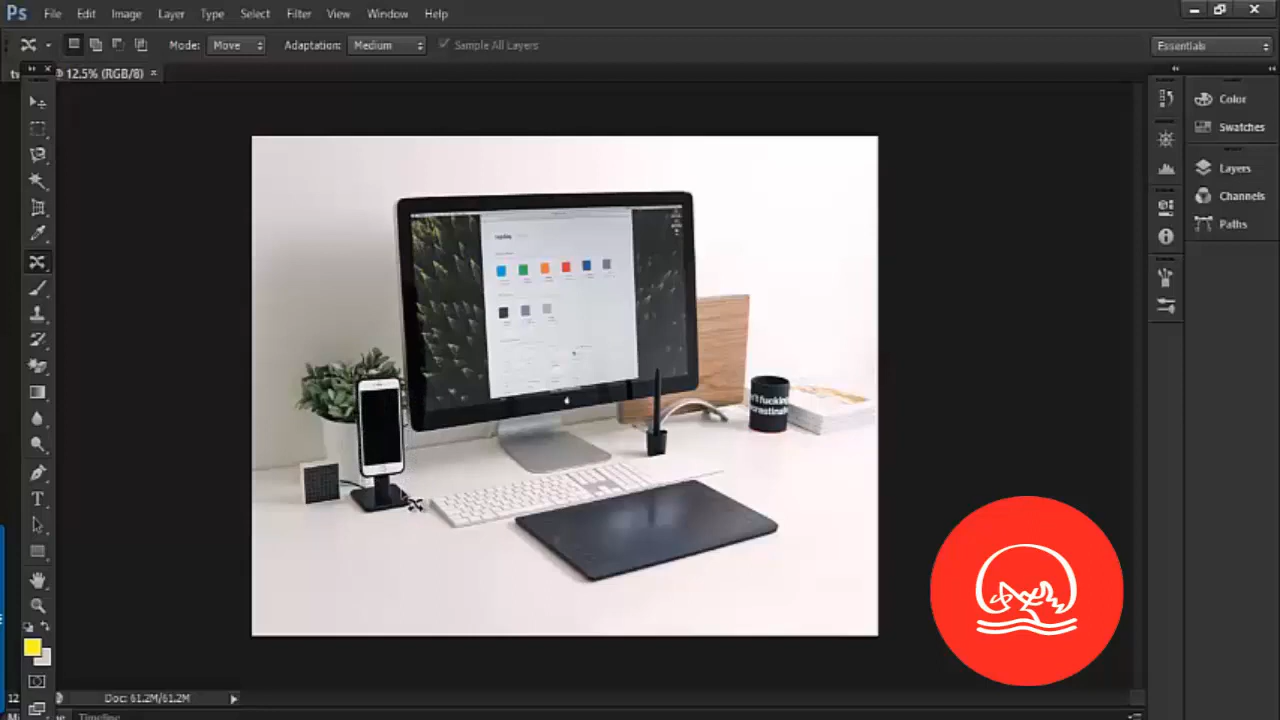 Ps File Edit Image Layer Type Select Filter View Window Help
Mode: Move Adaptation: Medium Sample All Layers Essentials
@ 12.5% (RGB/8) ×
Color
Swatches
Layers
Channels
Paths
Doc: 61.2M/61.2M
Timeline